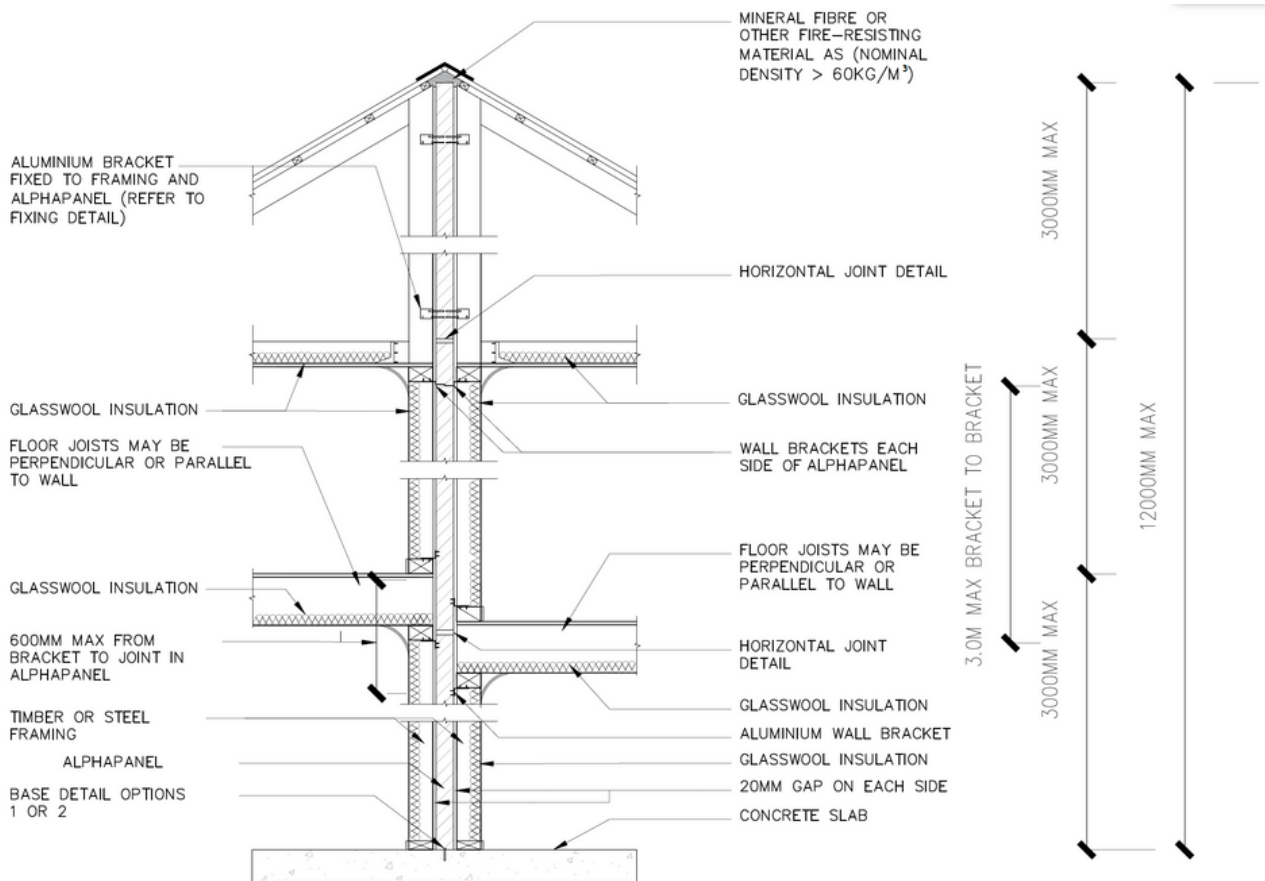 MINERAL FIBRE OR
OTHER FIRE-RESISTING
MATERIAL AS (NOMINAL
DENSITY > 60KG/M³)
ALUMINIUM BRACKET
FIXED TO FRAMING AND
ALPHAPANEL (REFER TO
FIXING DETAIL)
HORIZONTAL JOINT DETAIL
GLASSWOOL INSULATION
FLOOR JOISTS MAY BE
PERPENDICULAR OR PARALLEL
TO WALL
GLASSWOOL INSULATION
600MM MAX FROM
BRACKET TO JOINT IN
ALPHAPANEL
TIMBER OR STEEL
FRAMING
ALPHAPANEL
BASE DETAIL OPTIONS
1 OR 2
GLASSWOOL INSULATION
WALL BRACKETS EACH
SIDE OF ALPHAPANEL
FLOOR JOISTS MAY BE
PERPENDICULAR OR
PARALLEL TO WALL
HORIZONTAL JOINT
DETAIL
GLASSWOOL INSULATION
ALUMINIUM WALL BRACKET
GLASSWOOL INSULATION
20MM GAP ON EACH SIDE
CONCRETE SLAB
3.0M MAX BRACKET TO BRACKET
3000MM MAX
3000MM MAX
3000MM MAX
12000MM MAX